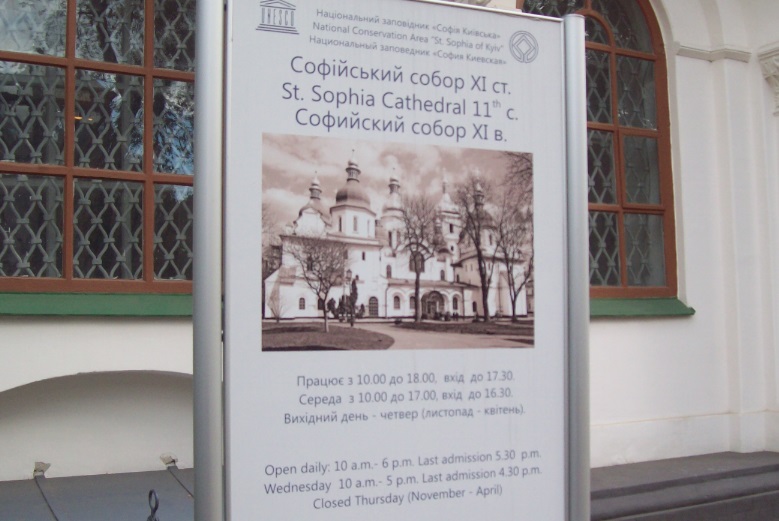 UNESCO
Національний заповідник «Софія Київська»
National Conservation Area "St. Sophia of Kyiv"
Национальный заповедник «София Киевская»
Софійський собор XI ст.
St. Sophia Cathedral 11th c.
Софийский собор XI в.
Працює з 10.00 до 18.00, вхід до 17.30.
Середа з 10.00 до 17.00, вхід до 16.30.
Вихідний день - четвер (листопад - квітень).
Open daily: 10 a.m.- 6 p.m. Last admission 5.30 p.m.
Wednesday 10 a.m.- 5 p.m. Last admission 4.30 p.m.
Closed Thursday (November - April)